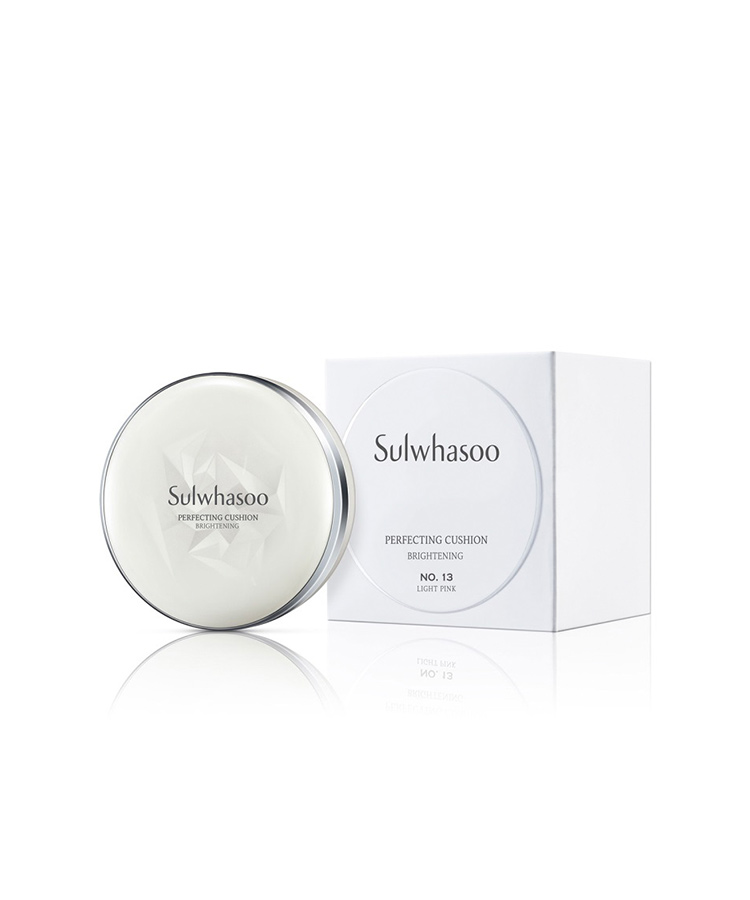 Sulwhasoo
PERFECTING CUSHION
BRIGHTENING
Sulwhasoo
PERFECTING CUSHION
BRIGHTENING
NO. 13
LIGHT PINK